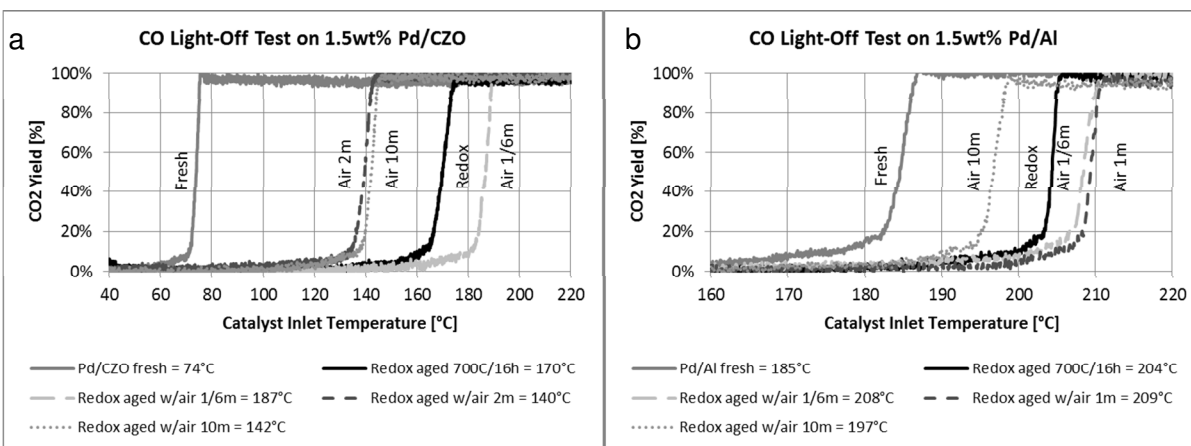 a
CO Light-Off Test on 1.5wt% Pd/CZO
CO2 Yield [%]
100%
80%
60%
40%
20%
0%
Fresh
Air 2m
Air 10m
Redox
Air 1/6m
40 60 80 100 120 140 160 180 200 220
Catalyst Inlet Temperature [°C]
Pd/CZO fresh = 74°C
Redox aged 700C/16h = 170°C
Redox aged w/air 1/6m = 187°C
Redox aged w/air 2m = 140°C
Redox aged w/air 10m = 142°C
b
CO Light-Off Test on 1.5wt% Pd/Al
CO2 Yield [%]
100%
80%
60%
40%
20%
0%
Fresh
Air 10m
Redox
Air 1/6m
Air 1m
160 170 180 190 200 210 220
Catalyst Inlet Temperature [°C]
Pd/Al fresh = 185°C
Redox aged 700C/16h = 204°C
Redox aged w/air 1/6m = 208°C
Redox aged w/air 1m = 209°C
Redox aged w/air 10m = 197°C